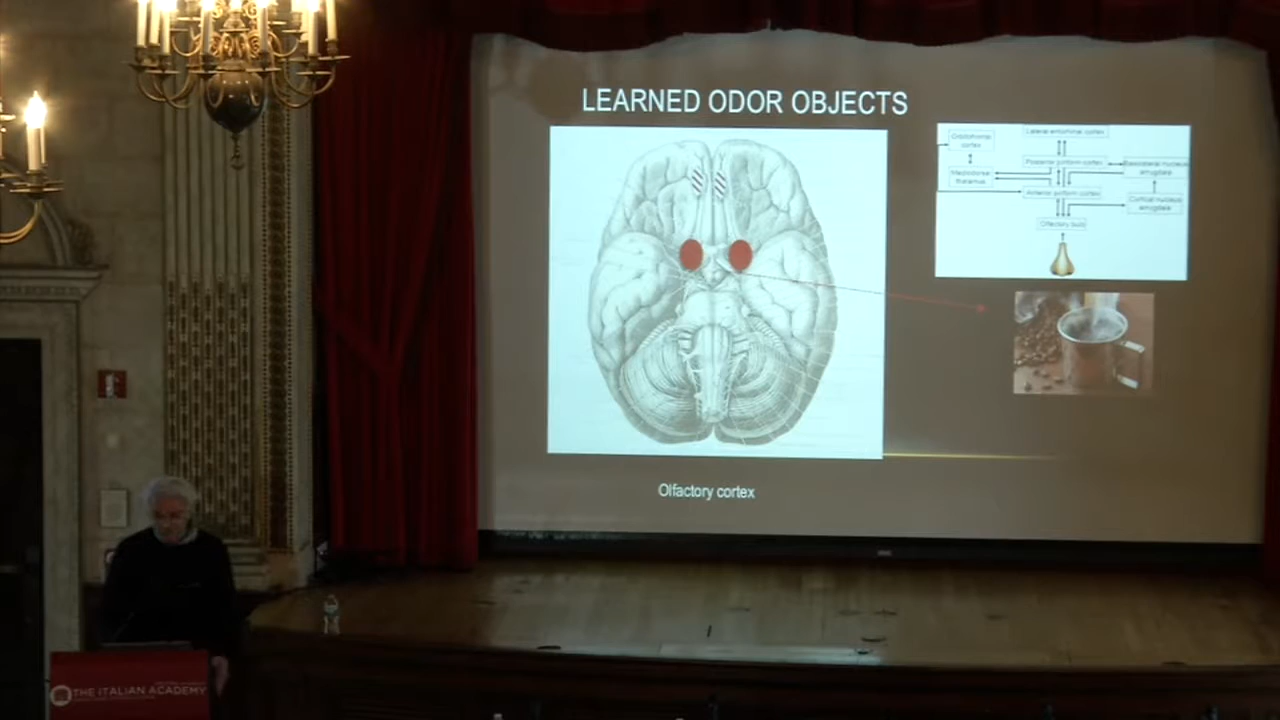 LEARNED ODOR OBJECTS
Lateral entorhinal cortex
Orbitofrontal
cortex
Posterior piriform cortex
Basolateral nucleus
amygdala
Mediodorsal
thalamus
Anterior piriform cortex
Cortical nucleus
amygdala
Olfactory bulb
Olfactory cortex
THE ITALIAN ACADEMY